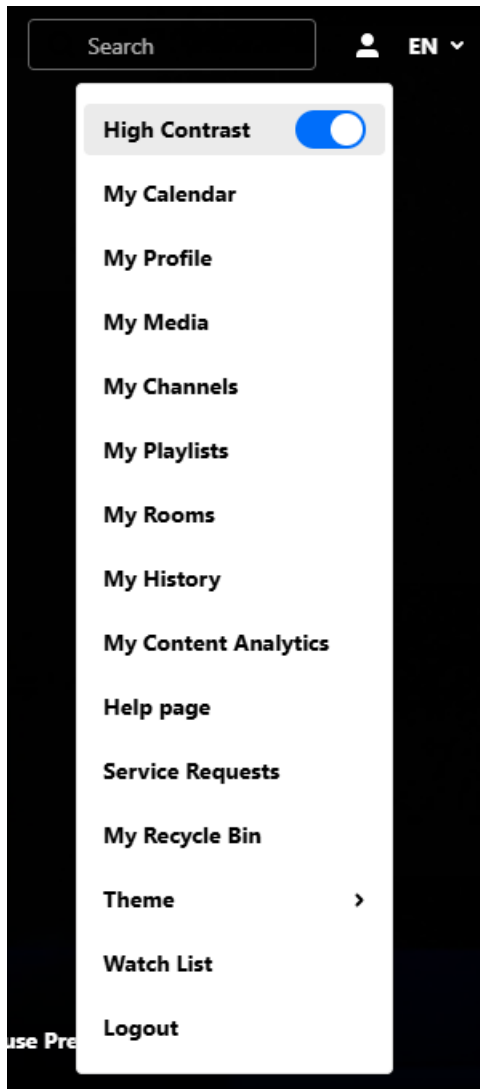 Search
EN
High Contrast
My Calendar
My Profile
My Media
My Channels
My Playlists
My Rooms
My History
My Content Analytics
Help page
Service Requests
My Recycle Bin
Theme
Watch List
Logout